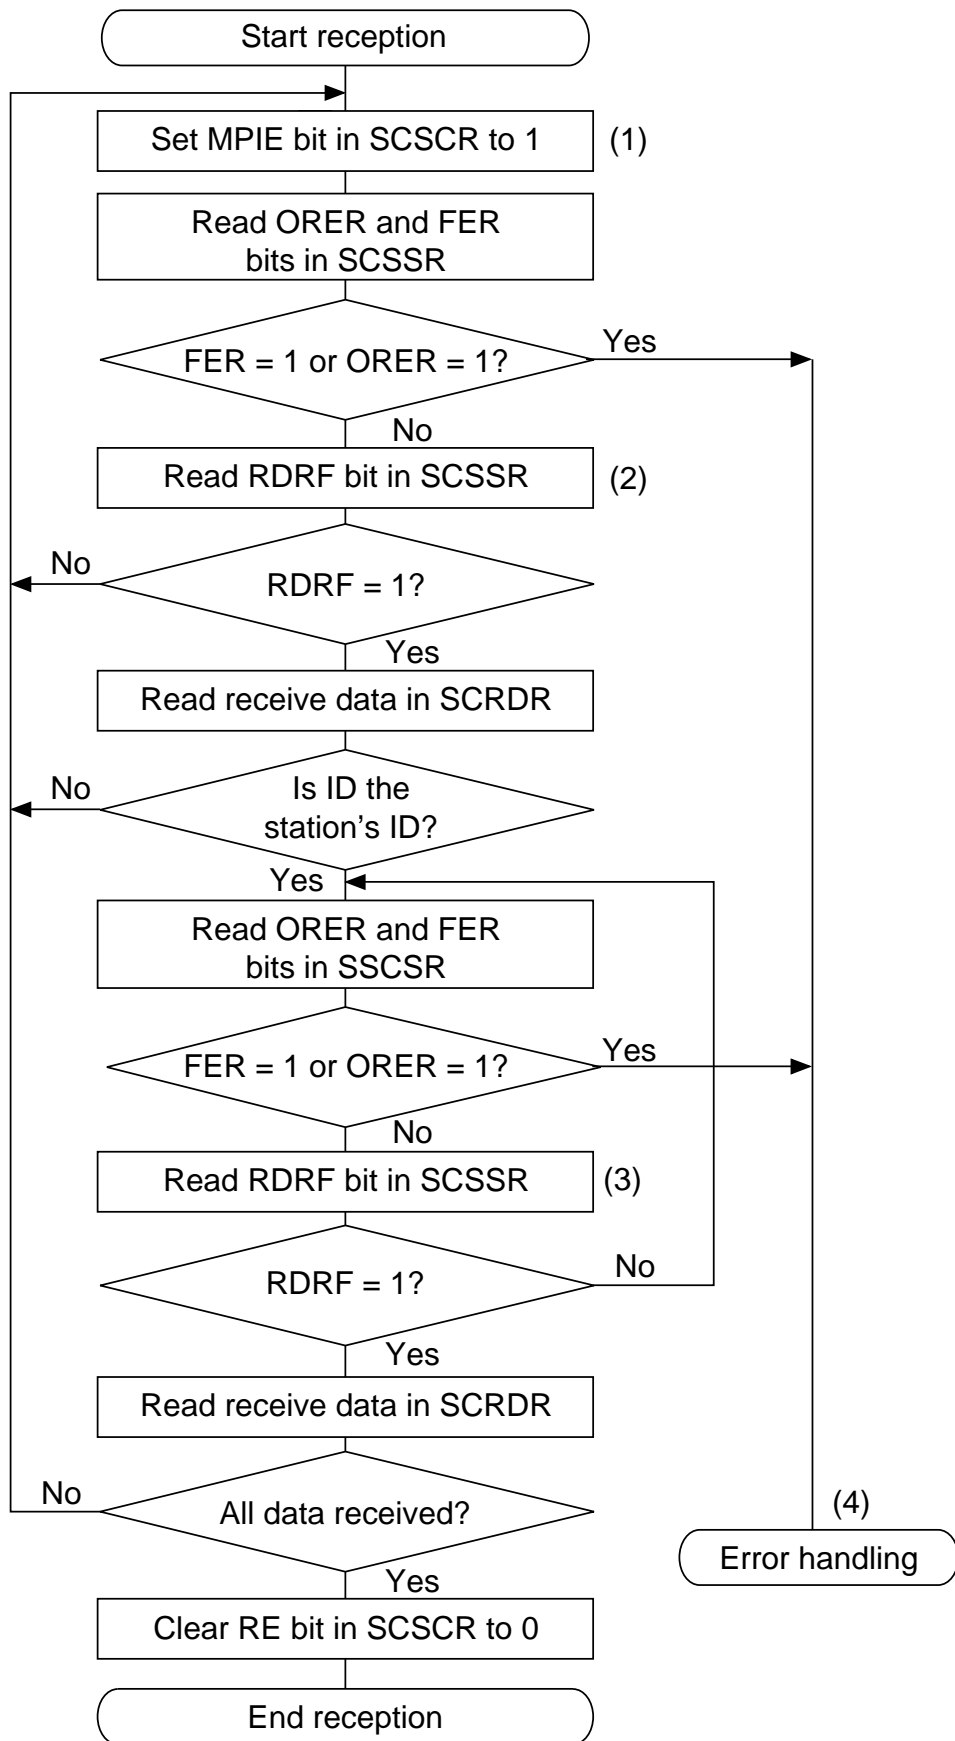 Start reception
Set MPIE bit in SCSCR to 1 (1)
Read ORER and FER
bits in SCSSR
FER = 1 or ORER = 1?
Yes
No
Read RDRF bit in SCSSR (2)
No
RDRF = 1?
Yes
Read receive data in SCRDR
No
Is ID the
station's ID?
Yes
Read ORER and FER
bits in SSCSR
FER = 1 or ORER = 1?
Yes
No
Read RDRF bit in SCSSR (3)
RDRF = 1?
No
Yes
Read receive data in SCRDR
No
All data received?
(4)
Error handling
Yes
Clear RE bit in SCSCR to 0
End reception